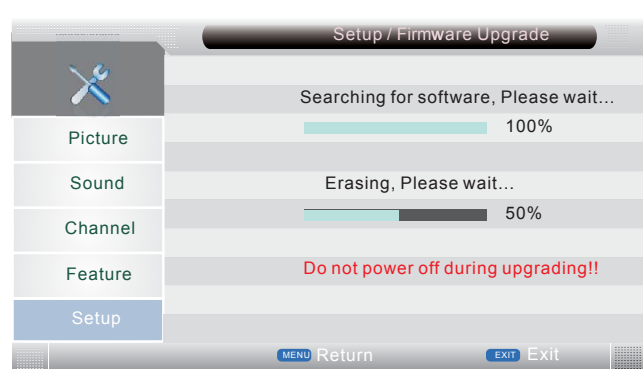 Setup / Firmware Upgrade
Searching for software, Please wait...
100%
Picture
Sound
Erasing, Please wait...
50%
Channel
Feature
Do not power off during upgrading!!
Setup
MENU Return
EXIT Exit